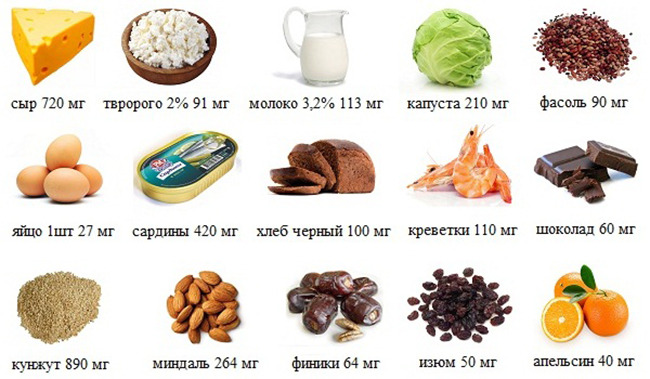 сыр 720 мг
твророго 2% 91 мг
молоко 3,2% 113 мг
капуста 210 мг
фасоль 90 мг
яйцо 1шт 27 мг
сардины 420 мг
хлеб черный 100 мг
креветки 110 мг
шоколад 60 мг
кунжут 890 мг
миндаль 264 мг
финики 64 мг
изюм 50 мг
апельсин 40 мг